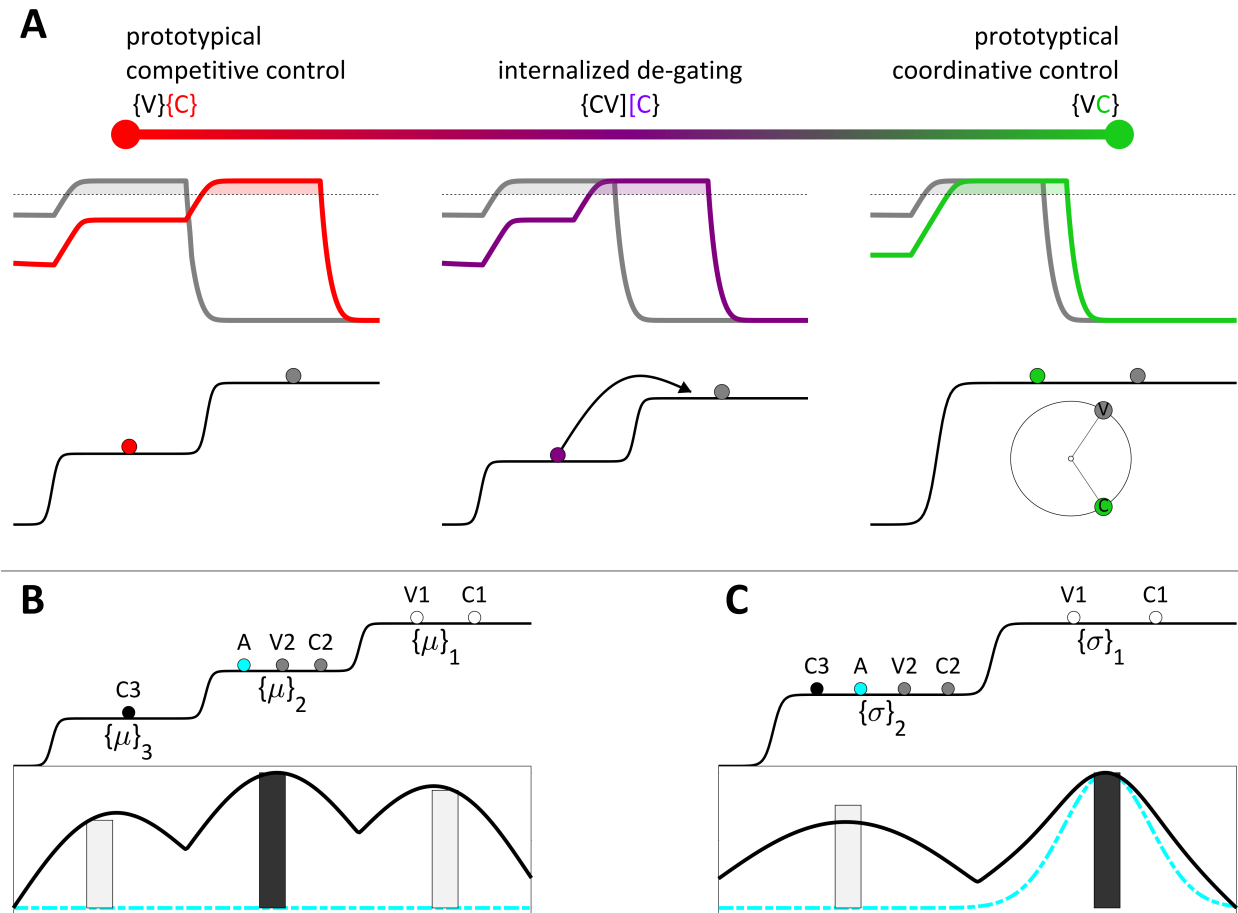 A
prototypical
competitive control
{V}{C}
internalized de-gating
{CV][C}
prototyptical
coordinative control
{VC}
V
C
B
V1 C1
{μ}1
A V2 C2
{μ}2
C3
{μ}3
C
V1 C1
{σ}1
C3 A V2 C2
{σ}2